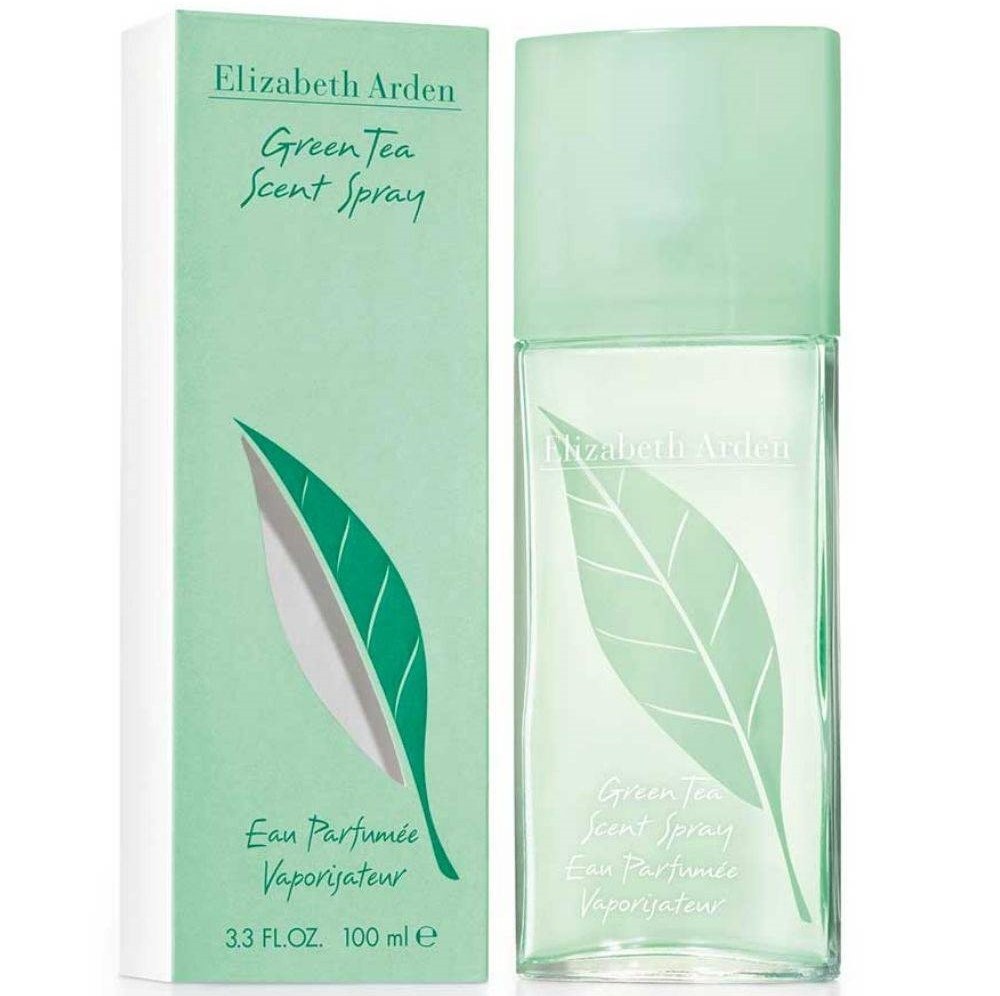 Elizabeth Arden
Green Tea
Scent Spray
Eau Parfumée
Vaporisateur
3.3 FL.OZ. 100 ml ℮
Elizabeth Arden
Green Tea
Scent Spray
Eau Parfumée
Vaporisateur